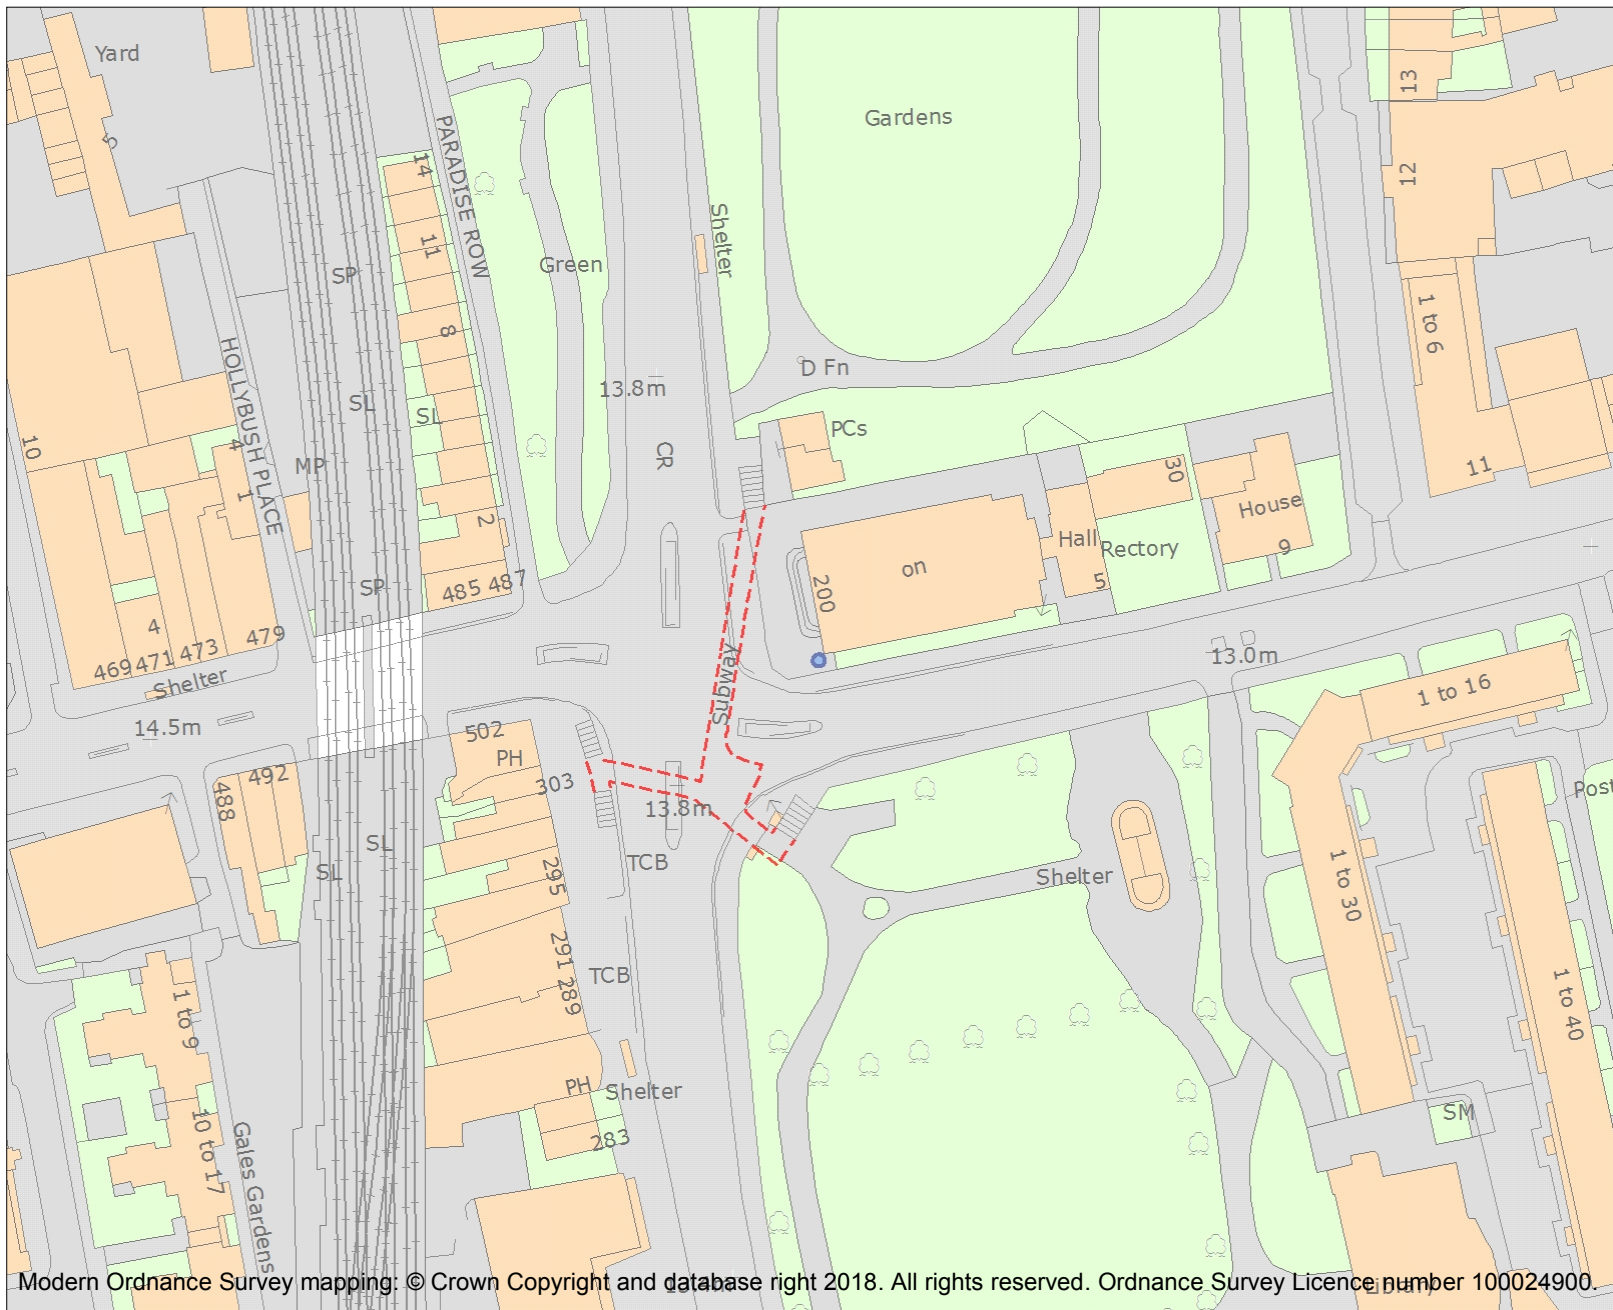 Yard
5
13
12
Gardens
PARADISE ROW
14
11
8
2
Green
Shelter
SP
SL
SL
MP
SP
HOLLYBUSH PLACE
4
1
10
13.8m
D Fn
CR
PCs
1 to 6
11
30
House
9
Hall
Rectory
5
on
200
485 487
4
469 471 473 479
Shelter
14.5m
Subway
13.0m
1 to 16
502
PH
303
492
488
13.8m
SL
SL
TCB
295
Shelter
1 to 30
Post
291
289
TCB
1 to 9
1 to 40
PH
Shelter
283
SM
10 to 17
Gales Gardens
Library
Modern Ordnance Survey mapping: © Crown Copyright and database right 2018. All rights reserved. Ordnance Survey Licence number 100024900.